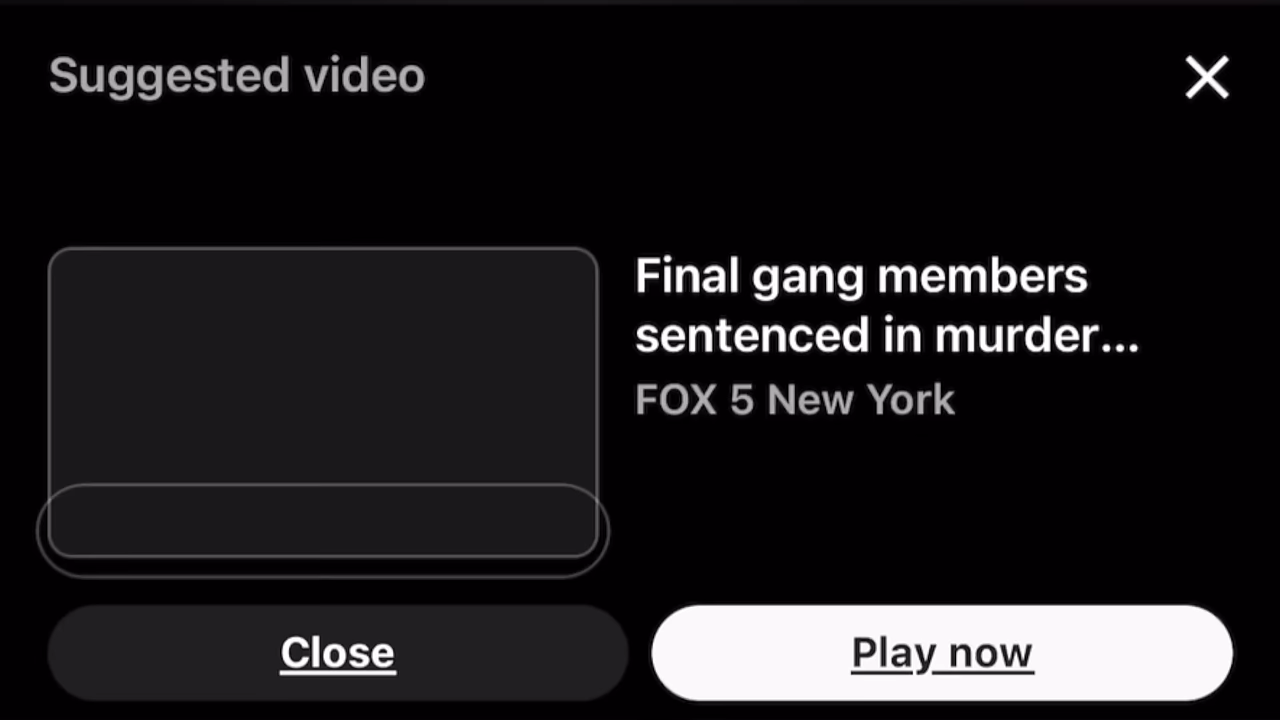 Suggested video
Final gang members
sentenced in murder...
FOX 5 New York
Close
Play now